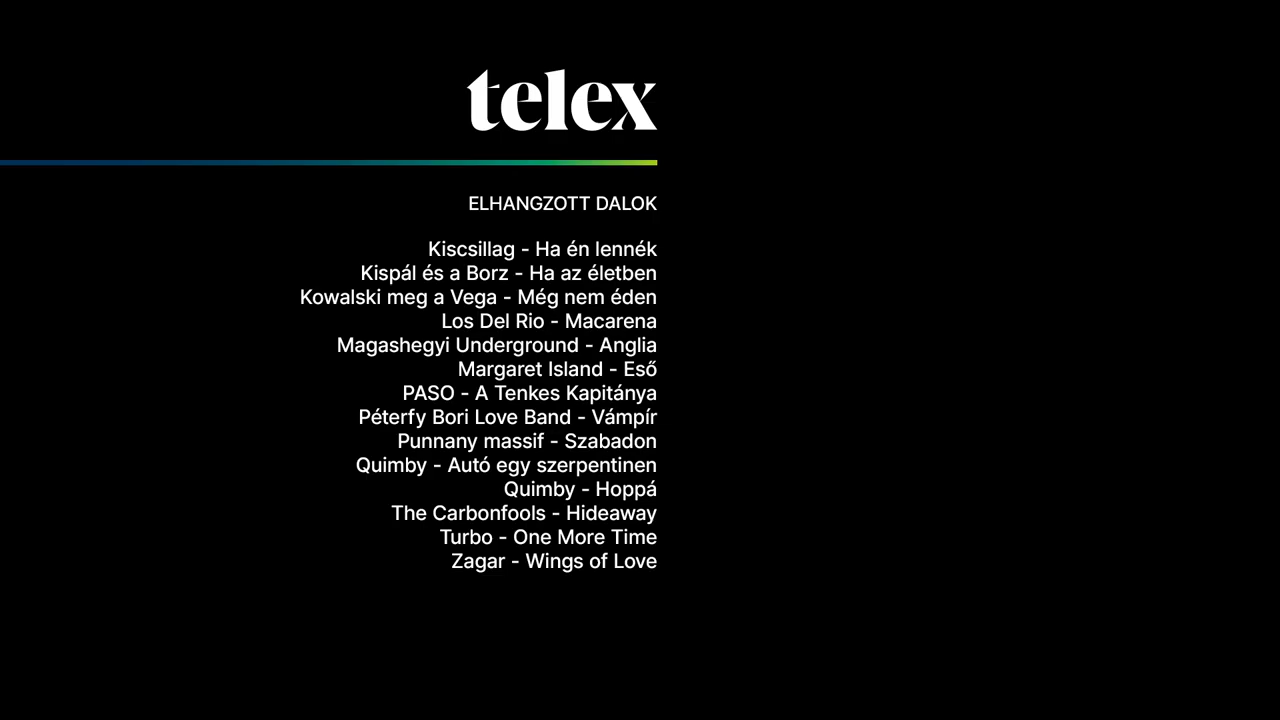 telex
ELHANGZOTT DALOK
Kiscsillag - Ha én lennék
Kispál és a Borz - Ha az életben
Kowalski meg a Vega - Még nem éden
Los Del Rio - Macarena
Magashegyi Underground - Anglia
Margaret Island - Eső
PASO - A Tenkes Kapitánya
Péterfy Bori Love Band - Vámpír
Punnany massif - Szabadon
Quimby - Autó egy szerpentinen
Quimby - Hoppá
The Carbonfools - Hideaway
Turbo - One More Time
Zagar - Wings of Love